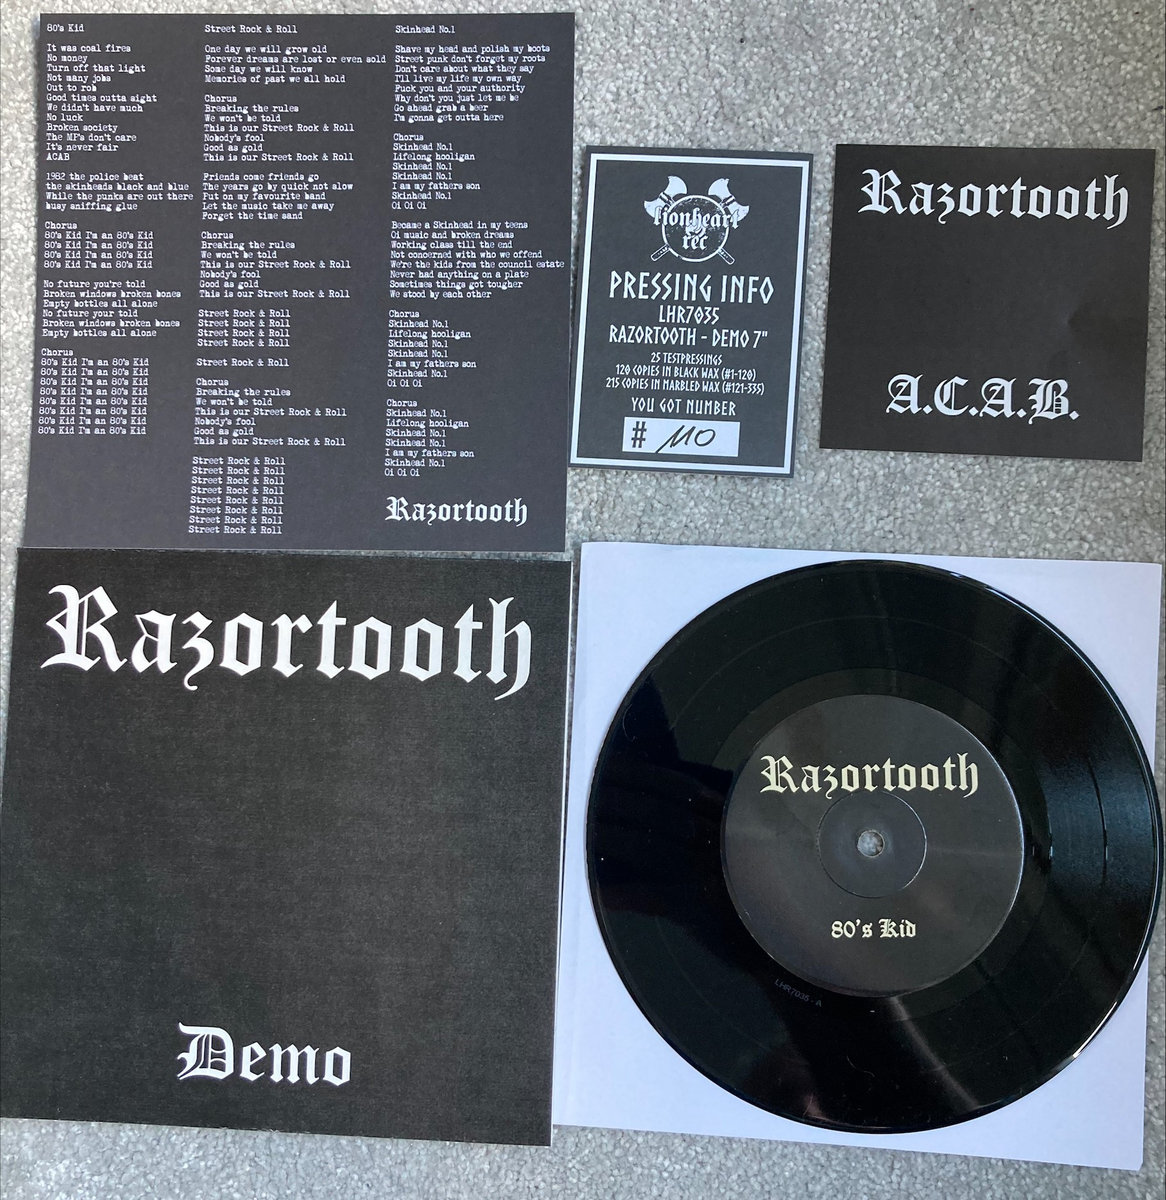 80's Kid
It was coal fires
No money
Turn off that light
Not many jobs
Out to rob
Good times outta sight
We didn't have much
No luck
Broken society
The MP's don't care
It's never fair
ACAB
1982 the police beat
the skinheads black and blue
While the punks are out there
busy sniffing glue
Chorus
80's Kid I'm an 80's Kid
80's Kid I'm an 80's Kid
80's Kid I'm an 80's Kid
80's Kid I'm an 80's Kid
No future you're told
Broken windows broken bones
Empty bottles all alone
No future your told
Broken windows broken bones
Empty bottles all alone
Chorus
80's Kid I'm an 80's Kid
80's Kid I'm an 80's Kid
80's Kid I'm an 80's Kid
80's Kid I'm an 80's Kid
80's Kid I'm an 80's Kid
80's Kid I'm an 80's Kid
80's Kid I'm an 80's Kid
80's Kid I'm an 80's Kid
Street Rock & Roll
One day we will grow old
Forever dreams are lost or even sold
Some day we will know
Memories of past we all hold
Chorus
Breaking the rules
We won't be told
This is our Street Rock & Roll
Nobody's fool
Good as gold
This is our Street Rock & Roll
Friends come friends go
The years go by quick not slow
Put on my favourite band
Let the music take me away
Forget the time sand
Chorus
Breaking the rules
We won't be told
This is our Street Rock & Roll
Nobody's fool
Good as gold
This is our Street Rock & Roll
Street Rock & Roll
Street Rock & Roll
Street Rock & Roll
Street Rock & Roll
Street Rock & Roll
Chorus
Breaking the rules
We won't be told
This is our Street Rock & Roll
Nobody's fool
Good as gold
This is our Street Rock & Roll
Street Rock & Roll
Street Rock & Roll
Street Rock & Roll
Street Rock & Roll
Street Rock & Roll
Street Rock & Roll
Street Rock & Roll
Street Rock & Roll
Skinhead No.1
Shave my head and polish my boots
Street punk don't forget my roots
Don't care about what they say
I'll live my life my own way
Fuck you and your authority
Why don't you just let me be
Go ahead grab a beer
I'm gonna get outta here
Chorus
Skinhead No.1
Lifelong hooligan
Skinhead No.1
Skinhead No.1
I am my fathers son
Skinhead No.1
Oi Oi Oi
Became a Skinhead in my teens
Oi music and broken dreams
Working class till the end
Not concerned with who we offend
We're the kids from the council estate
Never had anything on a plate
Sometimes things got tougher
We stood by each other
Chorus
Skinhead No.1
Lifelong hooligan
Skinhead No.1
Skinhead No.1
I am my fathers son
Skinhead No.1
Oi Oi Oi
Chorus
Skinhead No.1
Lifelong hooligan
Skinhead No.1
Skinhead No.1
I am my fathers son
Skinhead No.1
Oi Oi Oi
Razortooth
lionheart
rec
PRESSING INFO
LHR7035
RAZORTOOTH - DEMO 7"
25 TESTPRESSINGS
120 COPIES IN BLACK WAX (#1-120)
215 COPIES IN MARBLED WAX (#121-335)
YOU GOT NUMBER
# 110
Razortooth
A.C.A.B.
Razortooth
Demo
Razortooth
80's Kid
LHR7035 - A